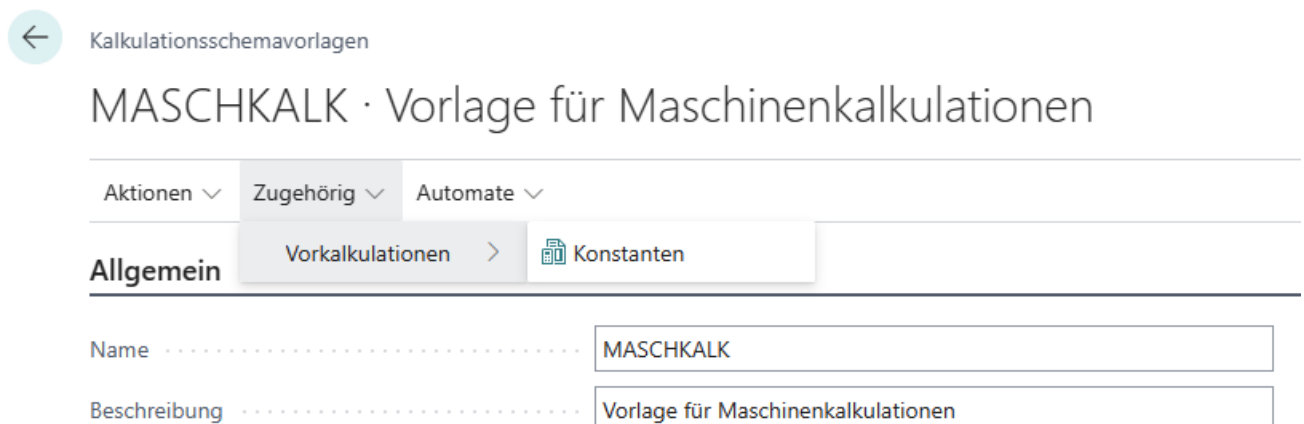 Kalkulationsschemavorlagen
MASCHKALK · Vorlage für Maschinenkalkulationen
Aktionen Zugehörig Automate
Vorkalkulationen Konstanten
Allgemein
Name MASCHKALK
Beschreibung Vorlage für Maschinenkalkulationen